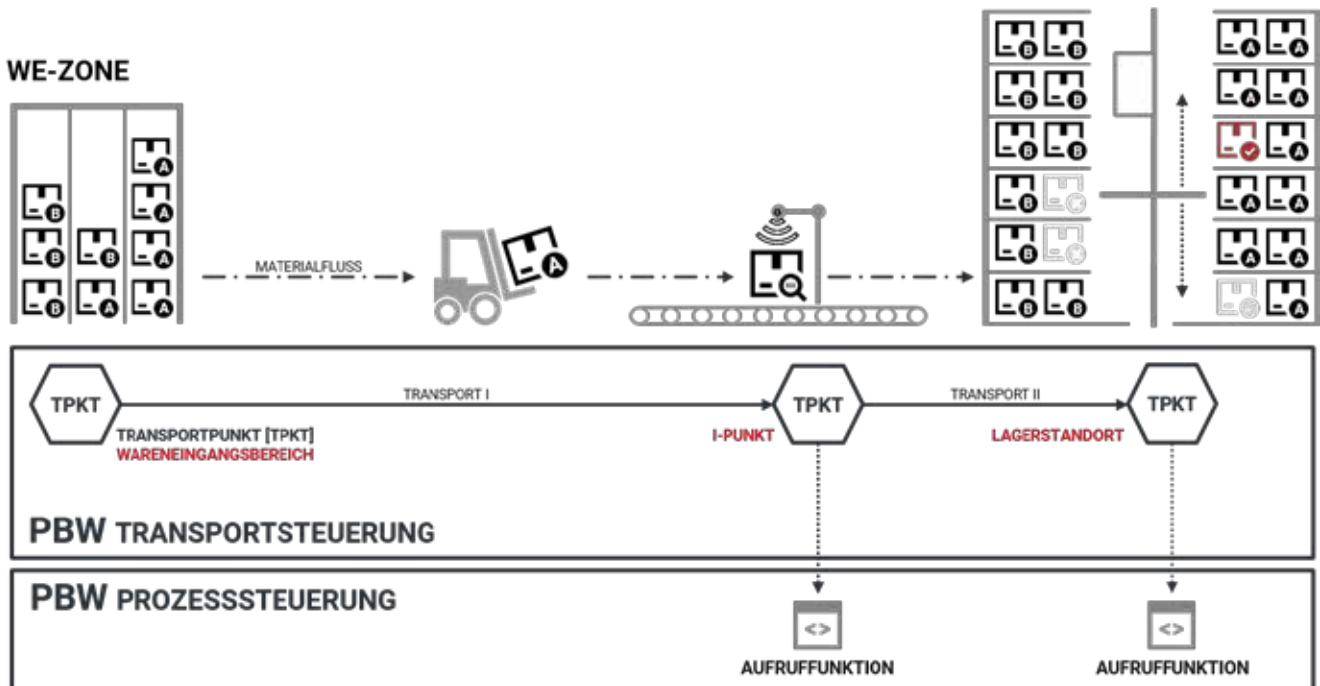 WE-ZONE
B B A A
B B A A
B B A
A
B B A A
B B A A
B B A A
B A A
B B A A
MATERIALFLUSS
TPKT
TRANSPORT I
TPKT
TRANSPORT II
TPKT
TRANSPORTPUNKT [TPKT]
WARENEINGANGSBEREICH
I-PUNKT
LAGERSTANDORT
PBW TRANSPORTSTEUERUNG
PBW PROZESSSTEUERUNG
<>
<>
AUFRUFFUNKTION
AUFRUFFUNKTION